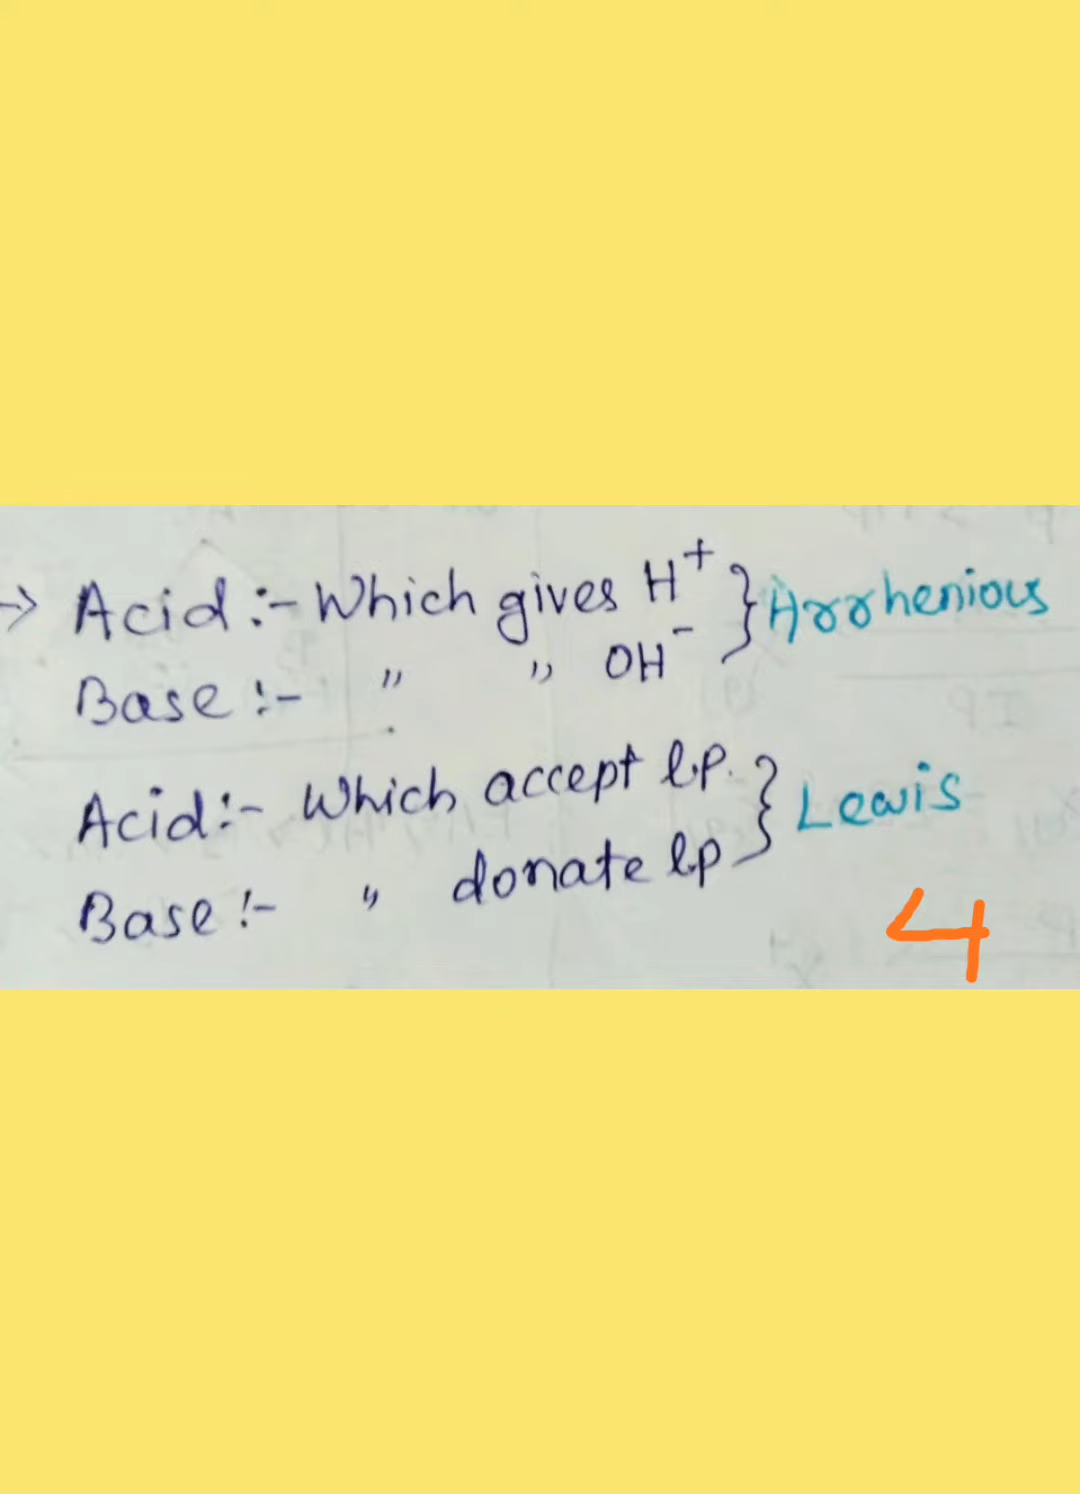 → Acid :- Which gives H⁺ } Arrhenious
Base :- " " OH⁻
Acid :- Which accept l.p. } Lewis
Base :- " donate lp
4